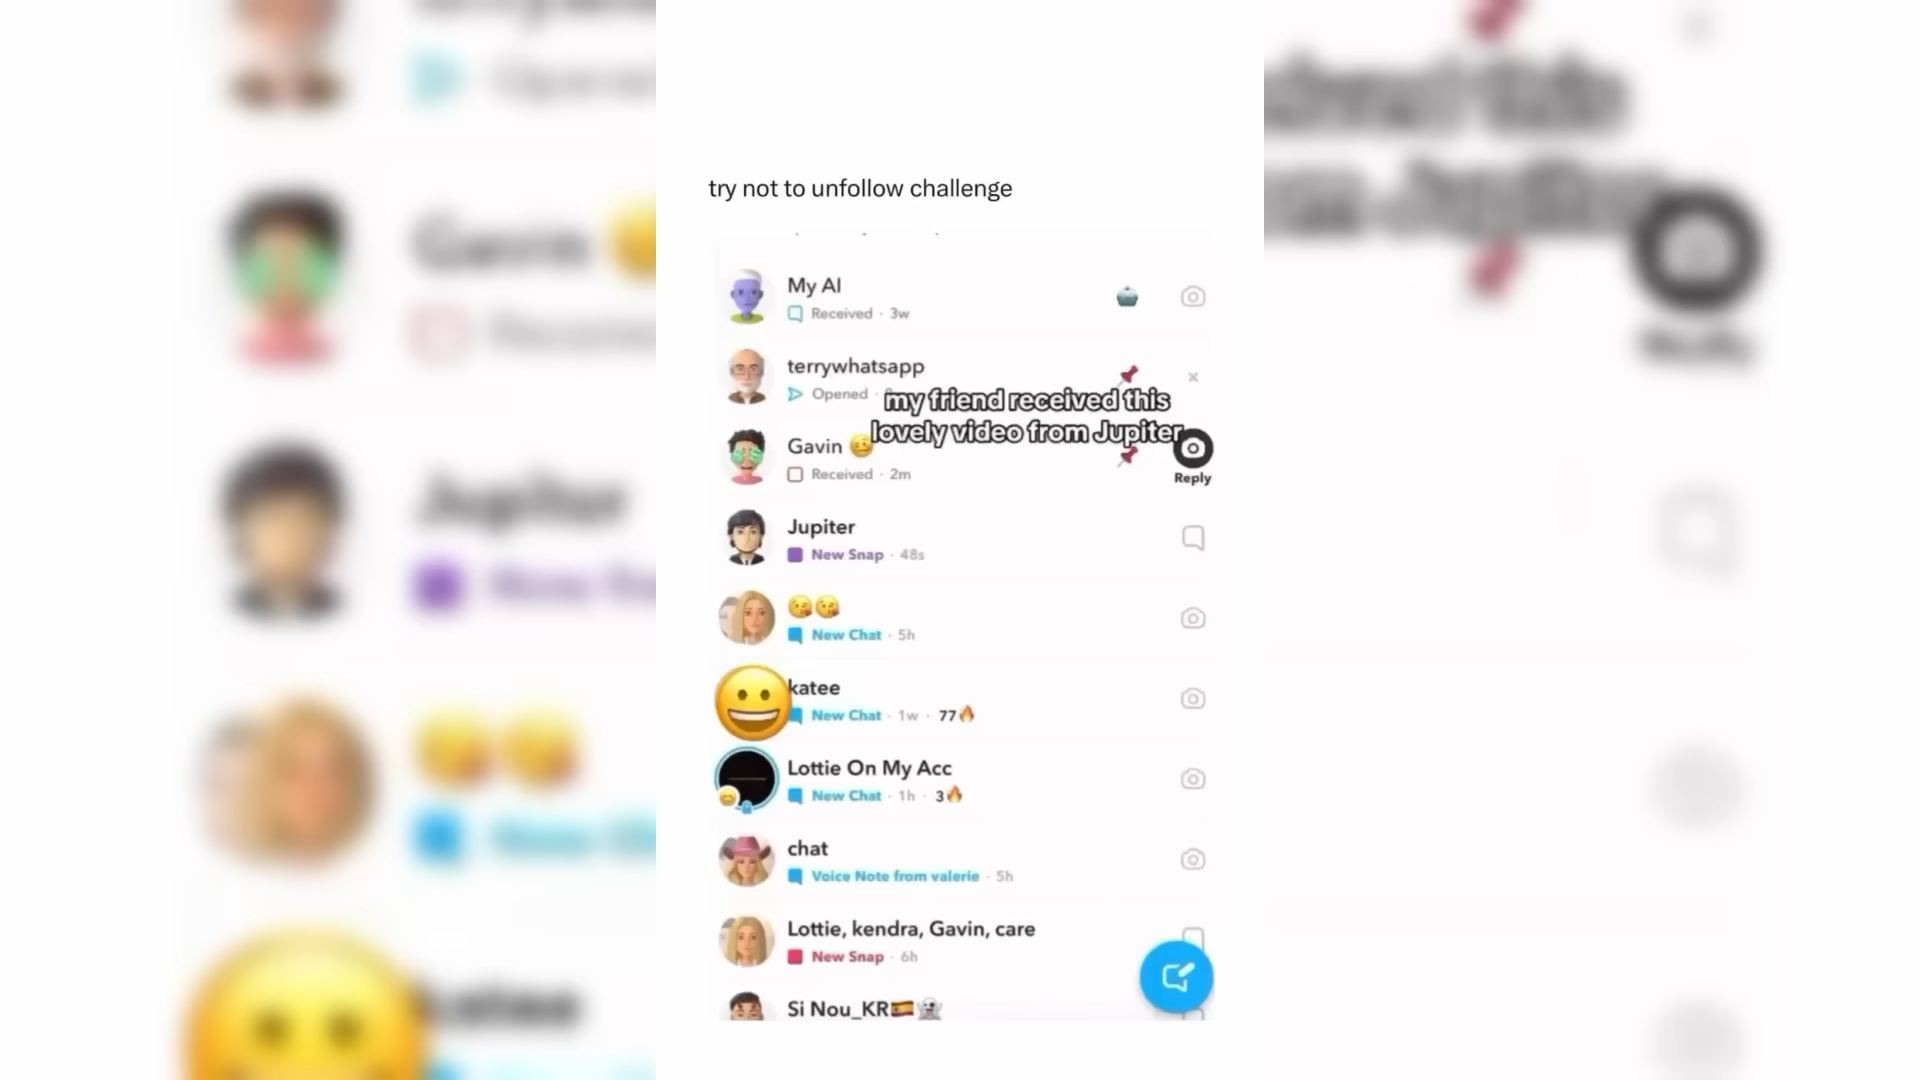 try not to unfollow challenge
My AI
Received · 3w
terrywhatsapp
Opened ·
my friend received this
lovely video from Jupiter
Gavin 🥴
Received · 2m
Reply
Jupiter
New Snap · 48s
😘😘
New Chat · 5h
katee
New Chat · 1w · 77🔥
Lottie On My Acc
New Chat · 1h · 3🔥
chat
Voice Note from valerie · 5h
Lottie, kendra, Gavin, care
New Snap · 6h
Si Nou_KR🇪🇸👻